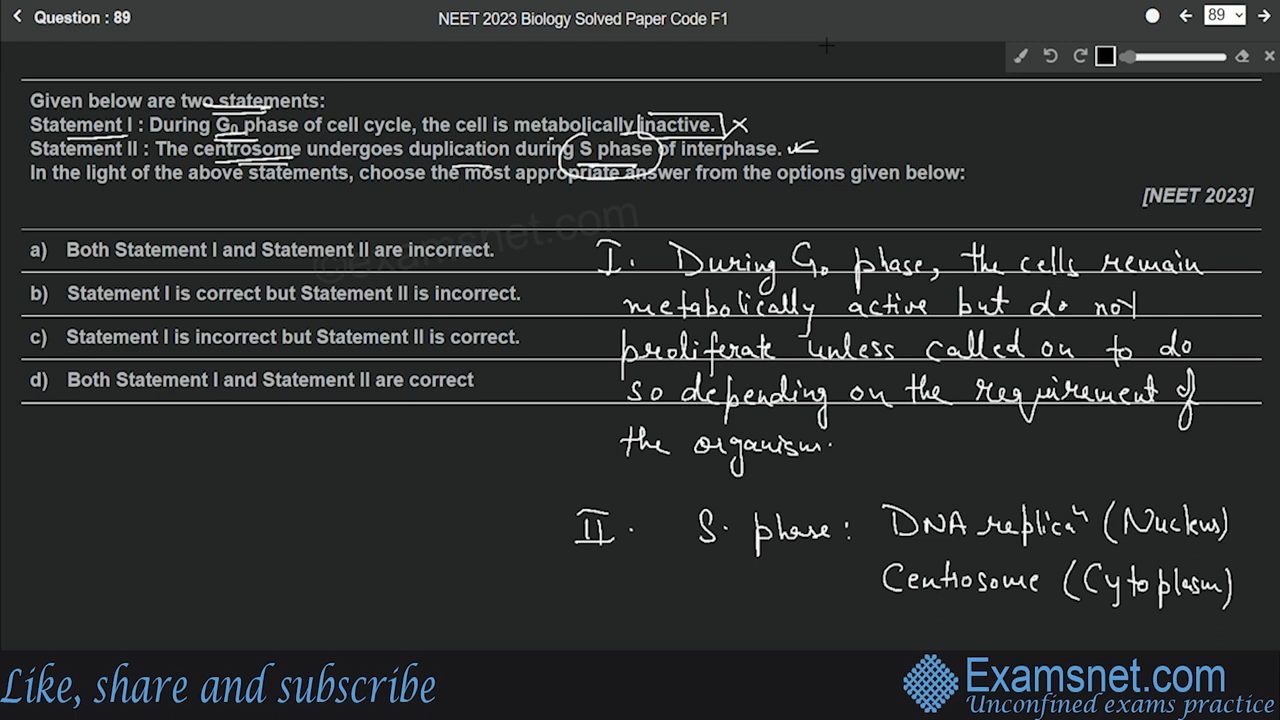 Question : 89
NEET 2023 Biology Solved Paper Code F1
89
Given below are two statements:
Statement I : During G0 phase of cell cycle, the cell is metabolically inactive.
Statement II : The centrosome undergoes duplication during S phase of interphase.
In the light of the above statements, choose the most appropriate answer from the options given below:
[NEET 2023]
©examsnet.com
a) Both Statement I and Statement II are incorrect.
b) Statement I is correct but Statement II is incorrect.
c) Statement I is incorrect but Statement II is correct.
d) Both Statement I and Statement II are correct
I. During G0 phase, the cells remain
metabolically active but do not
proliferate unless called on to do
so depending on the requirement of
the organism.
II. S. phase : DNA replicaⁿ (Nuckus)
Centrosome (Cytoplasm)
Like, share and subscribe
Examsnet.com
Unconfined exams practice